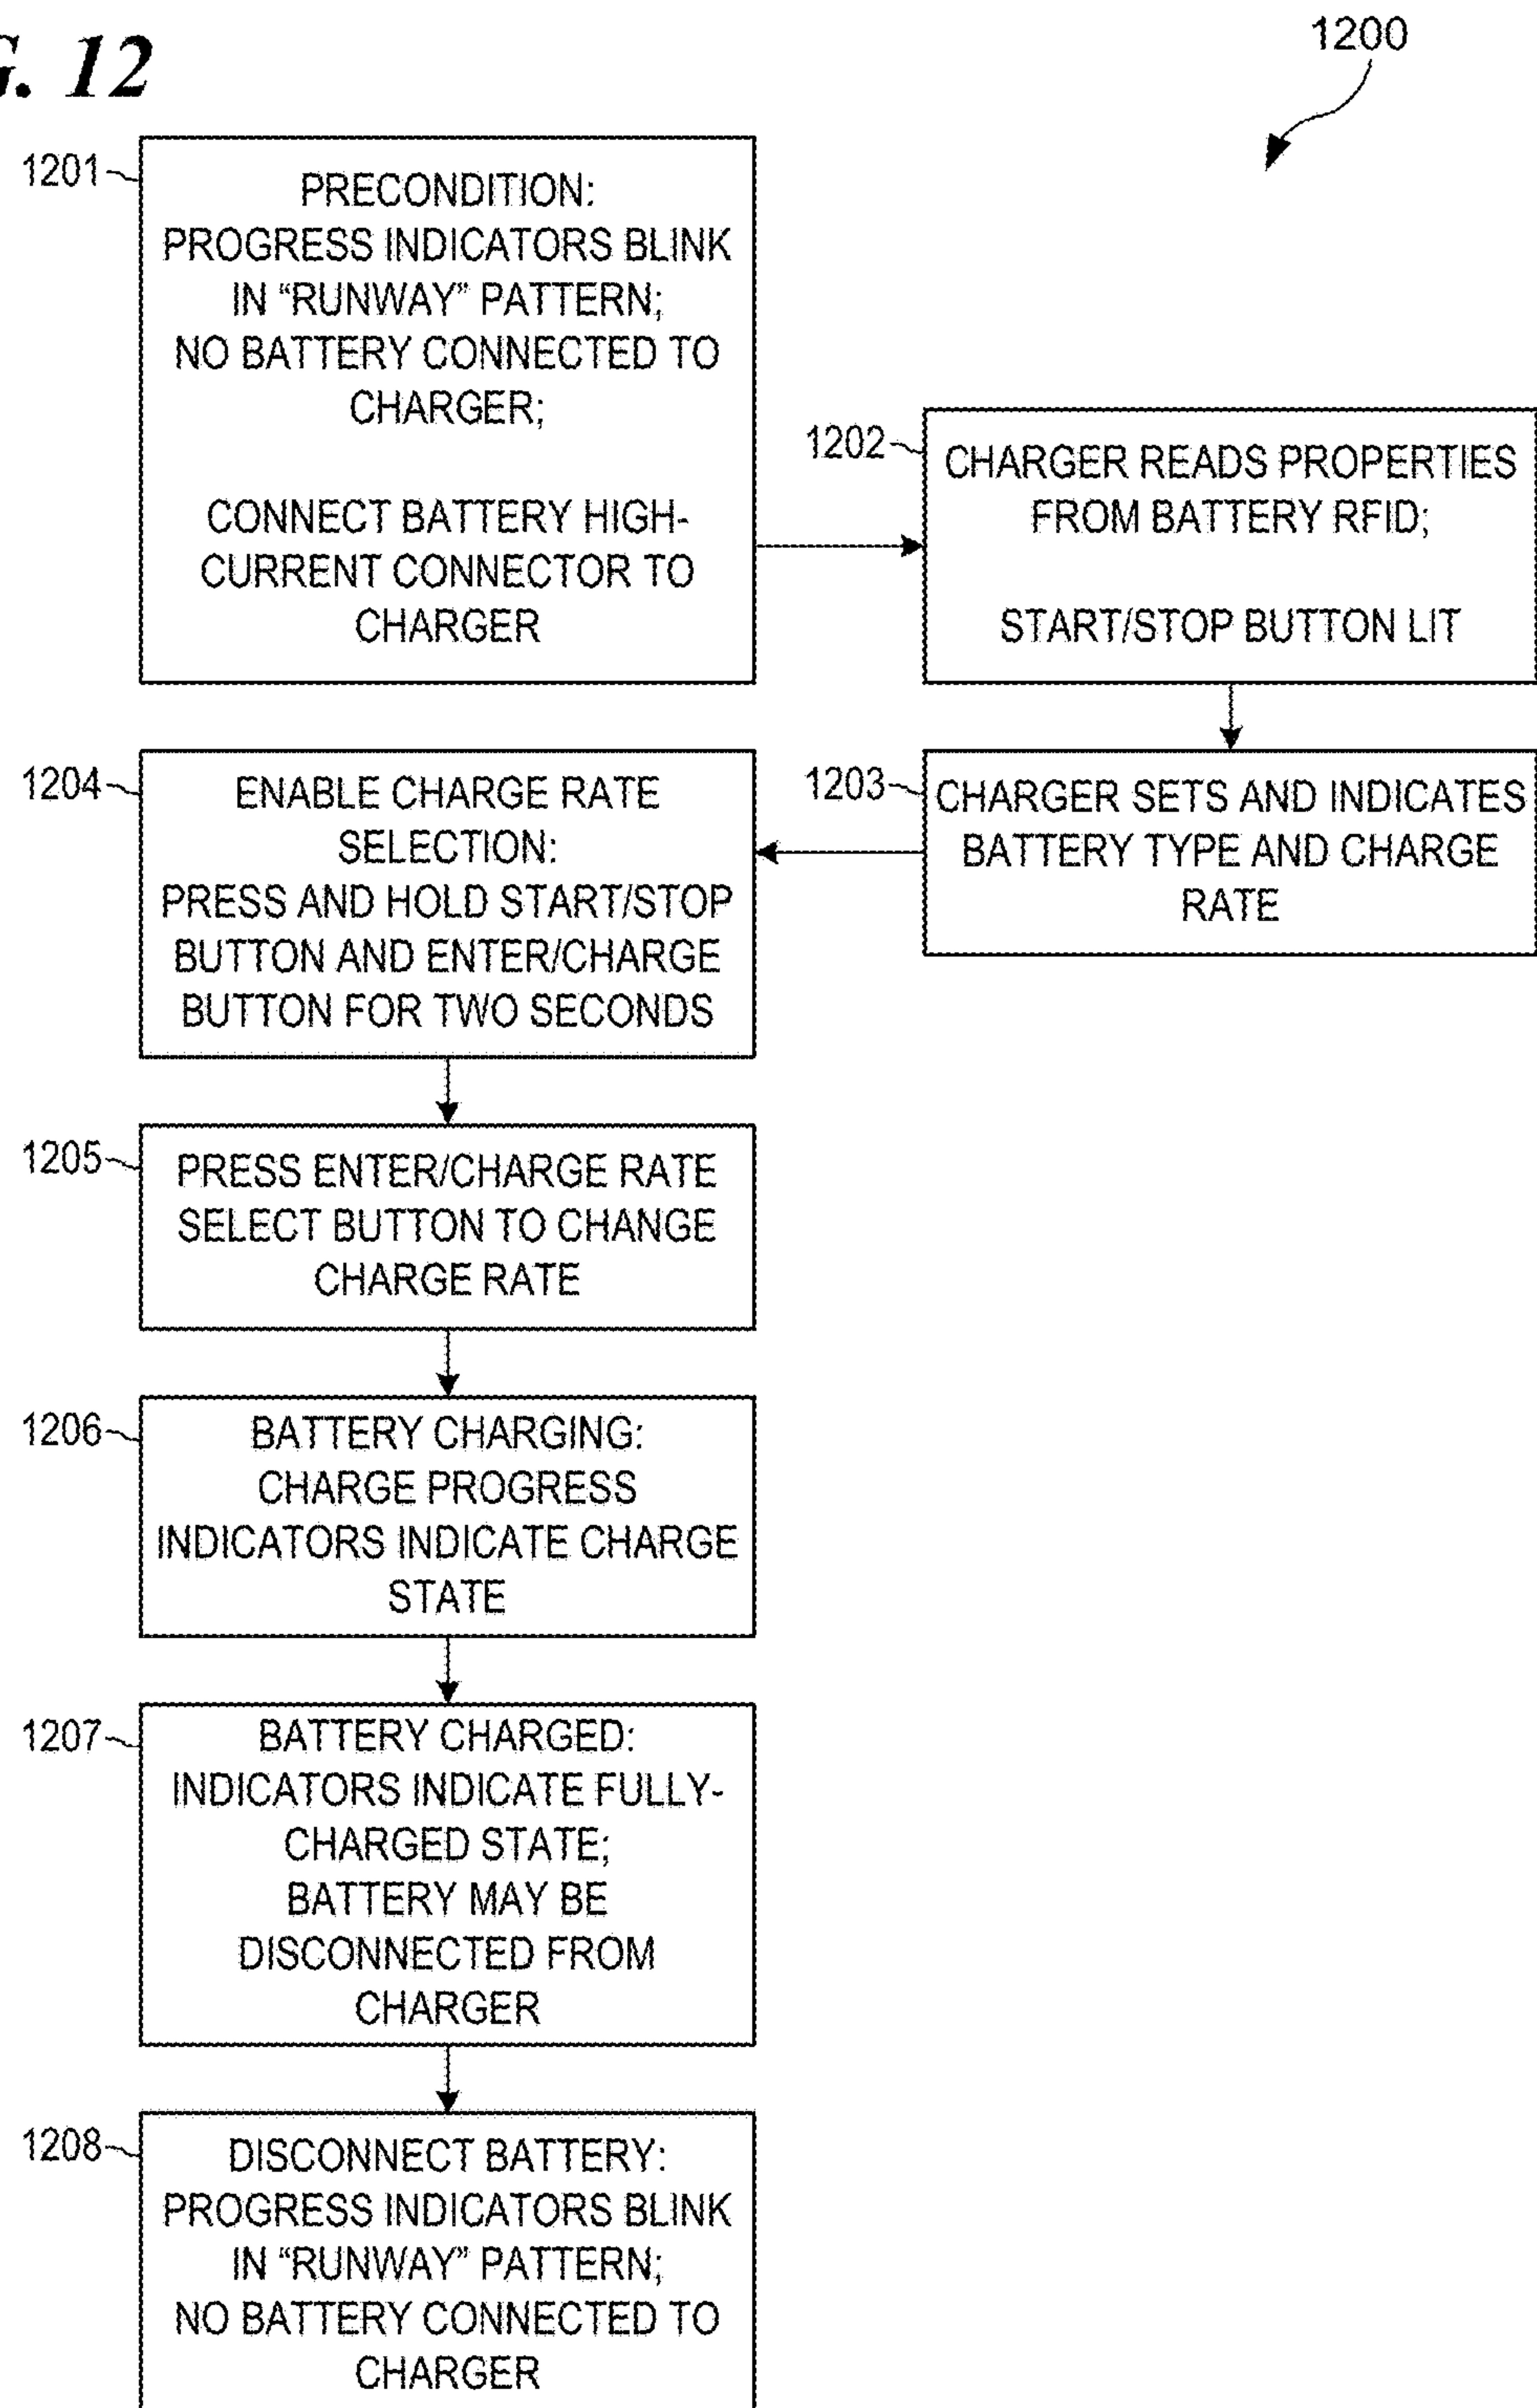 G. 12
1200
1201
PRECONDITION:
PROGRESS INDICATORS BLINK
IN “RUNWAY” PATTERN;
NO BATTERY CONNECTED TO
CHARGER;
CONNECT BATTERY HIGH-
CURRENT CONNECTOR TO
CHARGER
1202
CHARGER READS PROPERTIES
FROM BATTERY RFID;
START/STOP BUTTON LIT
1203
CHARGER SETS AND INDICATES
BATTERY TYPE AND CHARGE
RATE
1204
ENABLE CHARGE RATE
SELECTION:
PRESS AND HOLD START/STOP
BUTTON AND ENTER/CHARGE
BUTTON FOR TWO SECONDS
1205
PRESS ENTER/CHARGE RATE
SELECT BUTTON TO CHANGE
CHARGE RATE
1206
BATTERY CHARGING:
CHARGE PROGRESS
INDICATORS INDICATE CHARGE
STATE
1207
BATTERY CHARGED:
INDICATORS INDICATE FULLY-
CHARGED STATE;
BATTERY MAY BE
DISCONNECTED FROM
CHARGER
1208
DISCONNECT BATTERY:
PROGRESS INDICATORS BLINK
IN “RUNWAY” PATTERN;
NO BATTERY CONNECTED TO
CHARGER